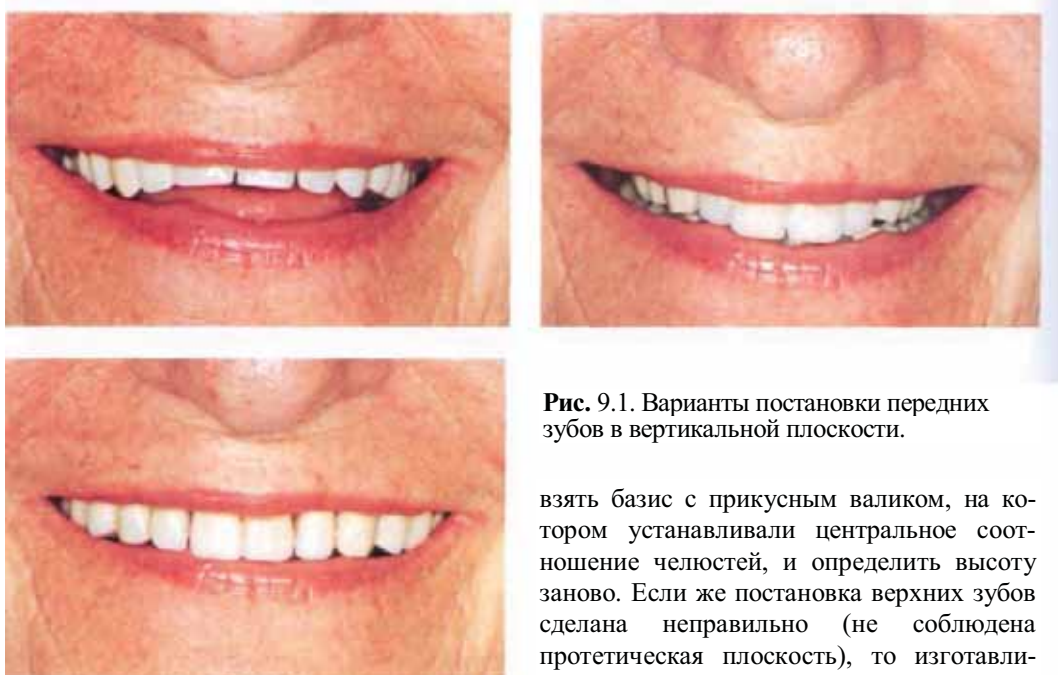 Рис. 9.1. Варианты постановки передних
зубов в вертикальной плоскости.
взять базис с прикусным валиком, на ко-
тором устанавливали центральное соот-
ношение челюстей, и определить высоту
заново. Если же постановка верхних зубов
сделана неправильно (не соблюдена
протетическая плоскость), то изготавли-